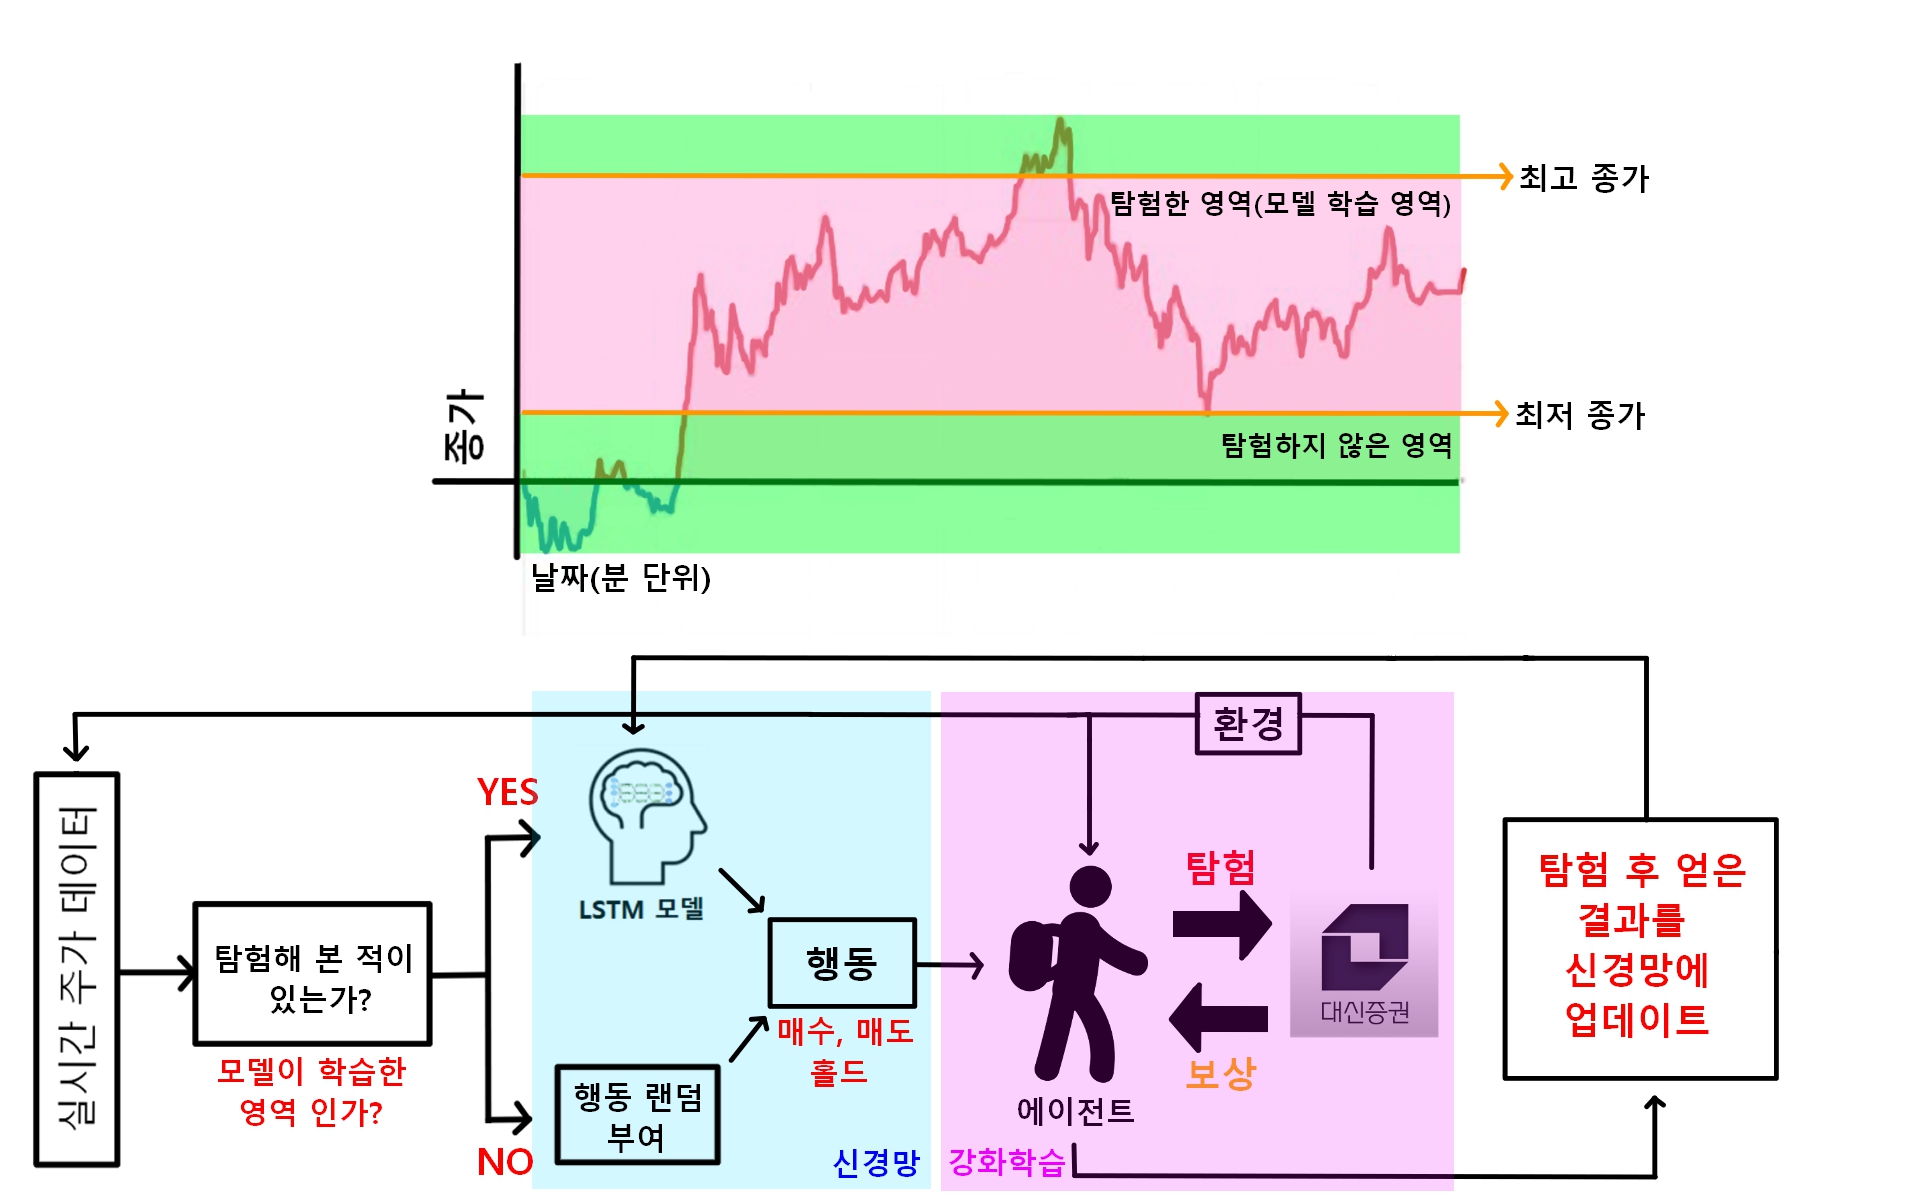 최고 종가
탐험한 영역(모델 학습 영역)
종가
최저 종가
탐험하지 않은 영역
날짜(분 단위)
환경
실시간 주가 데이터
탐험해 본 적이
있는가?
모델이 학습한
영역 인가?
YES
NO
LSTM 모델
행동 랜덤
부여
행동
매수, 매도
홀드
신경망
탐험
보상
에이전트
대신증권
강화학습
탐험 후 얻은
결과를
신경망에
업데이트